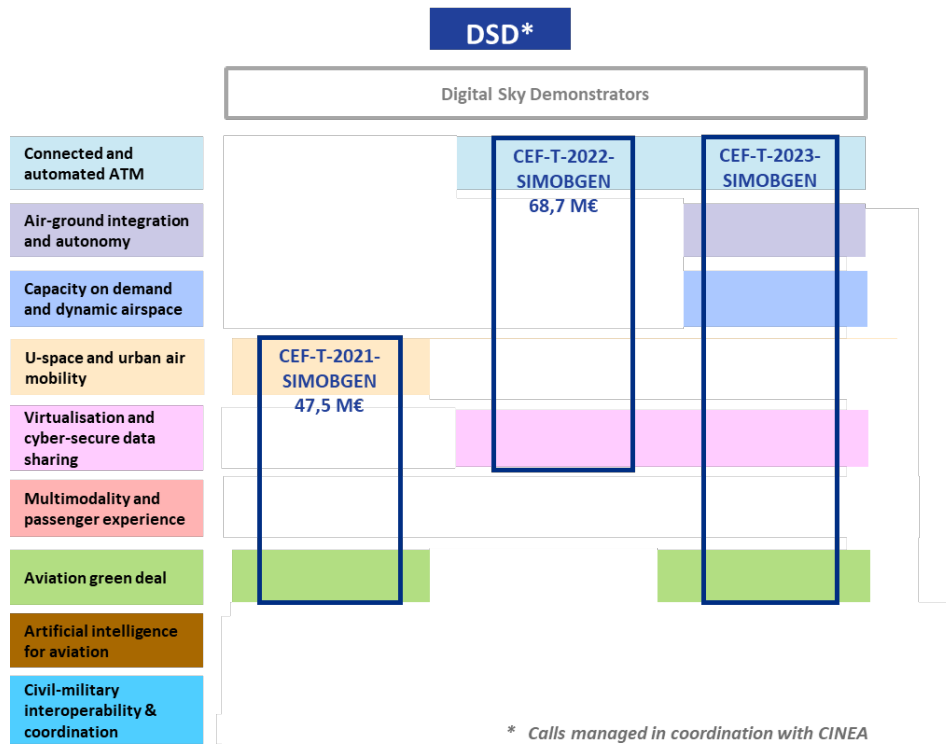 DSD*
Digital Sky Demonstrators
Connected and
automated ATM
CEF-T-2022-
SIMOBGEN
68,7 M€
CEF-T-2023-
SIMOBGEN
Air-ground integration
and autonomy
Capacity on demand
and dynamic airspace
U-space and urban air
mobility
CEF-T-2021-
SIMOBGEN
47,5 M€
Virtualisation and
cyber-secure data
sharing
Multimodality and
passenger experience
Aviation green deal
Artificial intelligence
for aviation
Civil-military
interoperability &
coordination
* Calls managed in coordination with CINEA